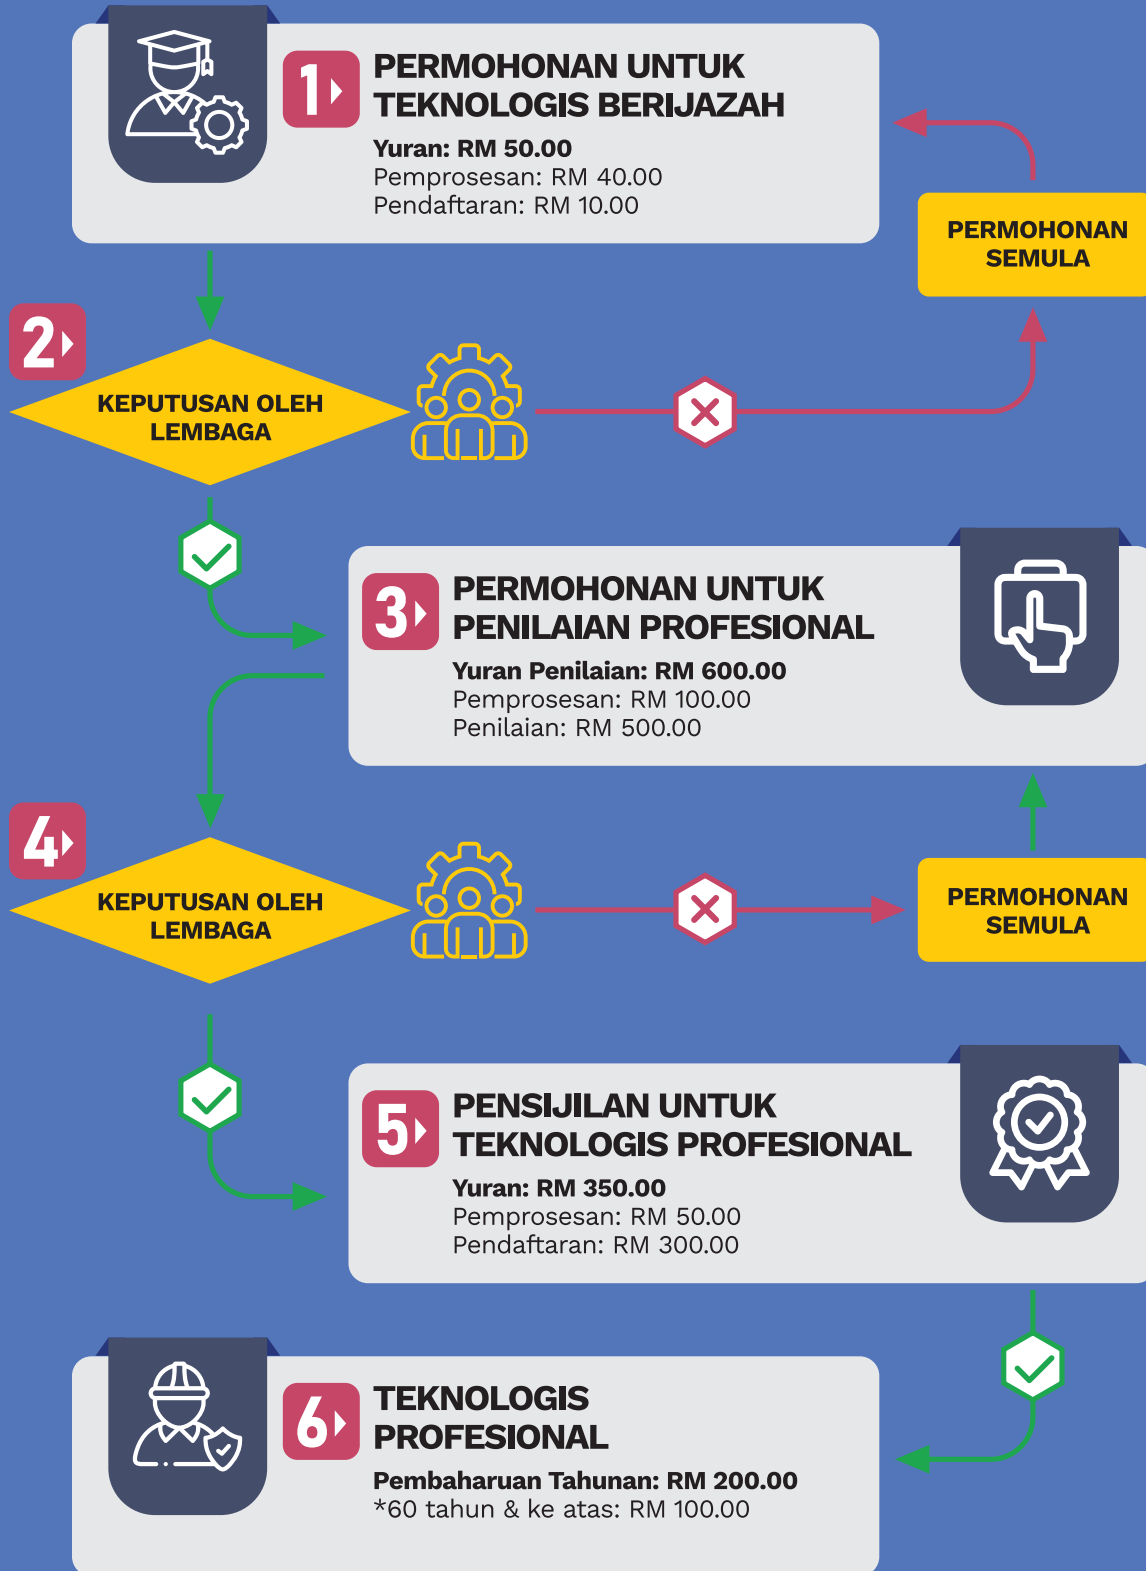 1
PERMOHONAN UNTUK
TEKNOLOGIS BERIJAZAH
Yuran: RM 50.00
Pemprosesan: RM 40.00
Pendaftaran: RM 10.00
PERMOHONAN
SEMULA
2
KEPUTUSAN OLEH
LEMBAGA
3
PERMOHONAN UNTUK
PENILAIAN PROFESIONAL
Yuran Penilaian: RM 600.00
Pemprosesan: RM 100.00
Penilaian: RM 500.00
4
KEPUTUSAN OLEH
LEMBAGA
PERMOHONAN
SEMULA
5
PENSIJILAN UNTUK
TEKNOLOGIS PROFESIONAL
Yuran: RM 350.00
Pemprosesan: RM 50.00
Pendaftaran: RM 300.00
6
TEKNOLOGIS
PROFESIONAL
Pembaharuan Tahunan: RM 200.00
*60 tahun & ke atas: RM 100.00